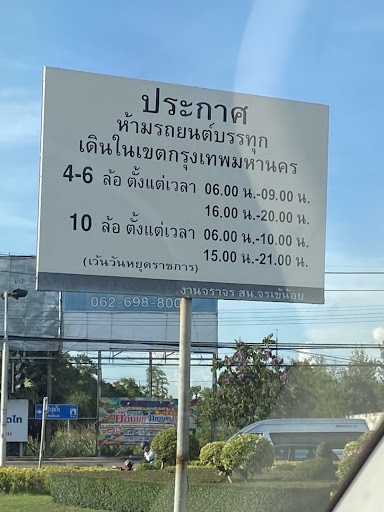 ประกาศ
ห้ามรถยนต์บรรทุก
เดินในเขตกรุงเทพมหานคร
4-6 ล้อ ตั้งแต่เวลา 06.00 น.-09.00 น.
16.00 น.-20.00 น.
10 ล้อ ตั้งแต่เวลา 06.00 น.-10.00 น.
15.00 น.-21.00 น.
(เว้นวันหยุดราชการ)
งานจราจร สน.จรเข้น้อย
062-698-800